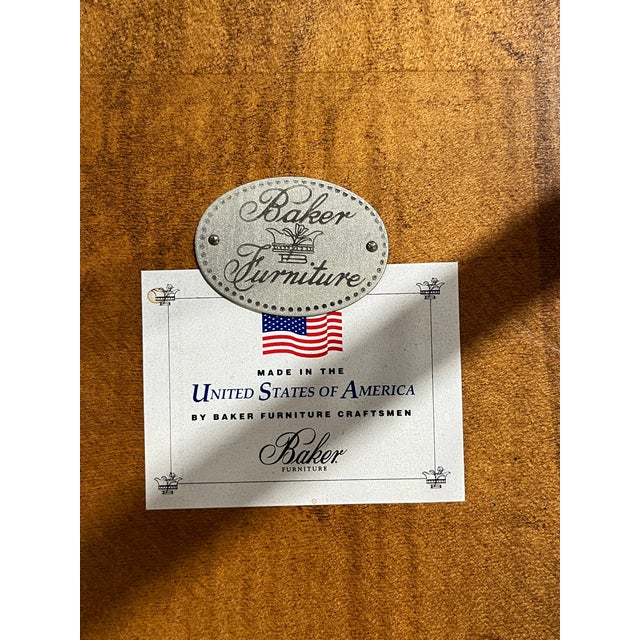 Baker
Furniture
MADE IN THE
UNITED STATES OF AMERICA
BY BAKER FURNITURE CRAFTSMEN
Baker
FURNITURE